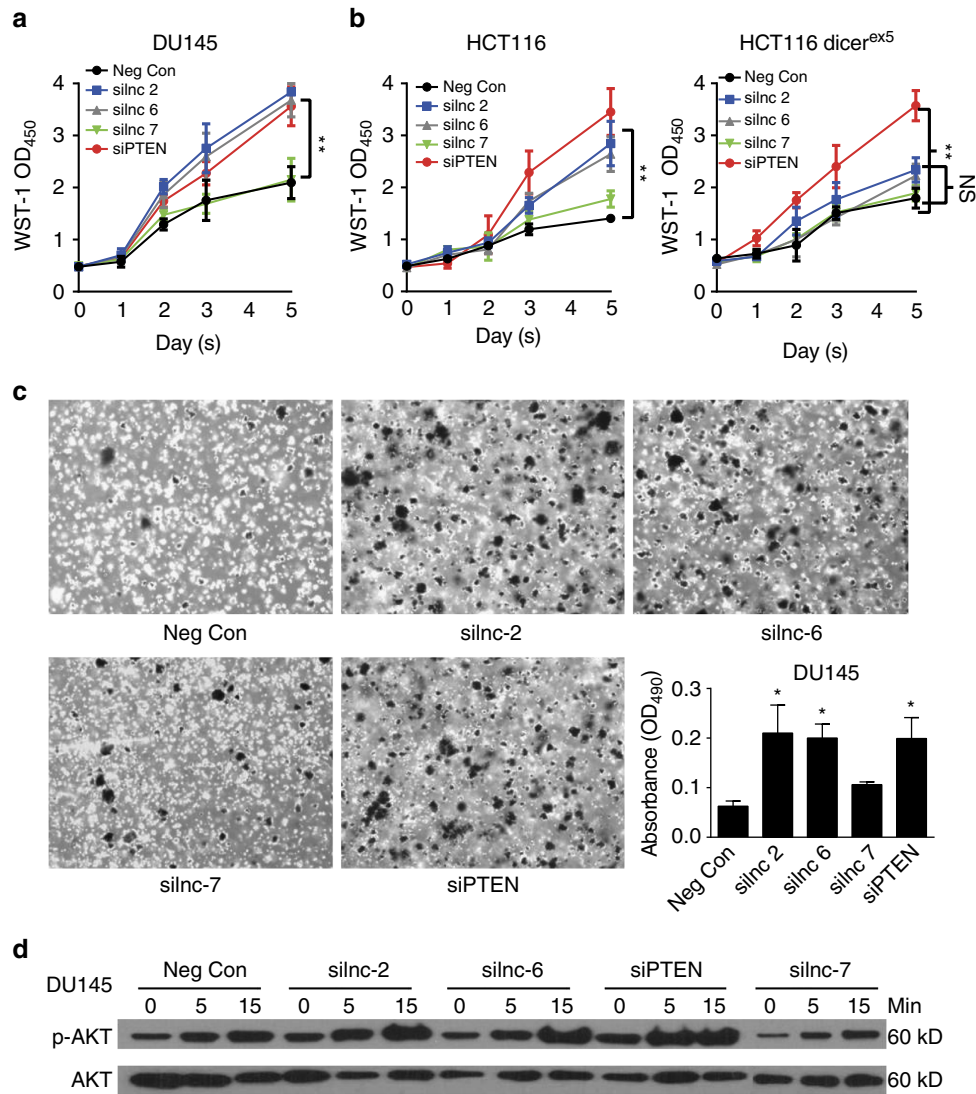 a
DU145
Neg Con
silnc 2
silnc 6
silnc 7
siPTEN
WST-1 OD450
4
3
2
1
0
0 1 2 3 5
Day (s)
**
b
HCT116
Neg Con
silnc 2
silnc 6
silnc 7
siPTEN
WST-1 OD450
4
3
2
1
0
0 1 2 3 5
Day (s)
**
HCT116 dicer^ex5
Neg Con
silnc 2
silnc 6
silnc 7
siPTEN
WST-1 OD450
4
3
2
1
0
0 1 2 3 5
Day (s)
**
NS
c
Neg Con
silnc-2
silnc-6
silnc-7
siPTEN
DU145
Absorbance (OD490)
0.3
0.2
0.1
0.0
* * *
Neg Con
silnc 2
silnc 6
silnc 7
siPTEN
d
DU145
Neg Con silnc-2 silnc-6 siPTEN silnc-7
0 5 15 0 5 15 0 5 15 0 5 15 0 5 15 Min
p-AKT 60 kD
AKT 60 kD